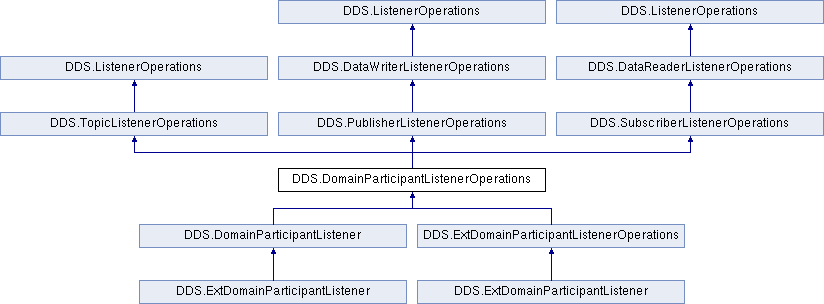 DDS.ListenerOperations
DDS.ListenerOperations
DDS.ListenerOperations
DDS.DataWriterListenerOperations
DDS.DataReaderListenerOperations
DDS.TopicListenerOperations
DDS.PublisherListenerOperations
DDS.SubscriberListenerOperations
DDS.DomainParticipantListenerOperations
DDS.DomainParticipantListener
DDS.ExtDomainParticipantListenerOperations
DDS.ExtDomainParticipantListener
DDS.ExtDomainParticipantListener